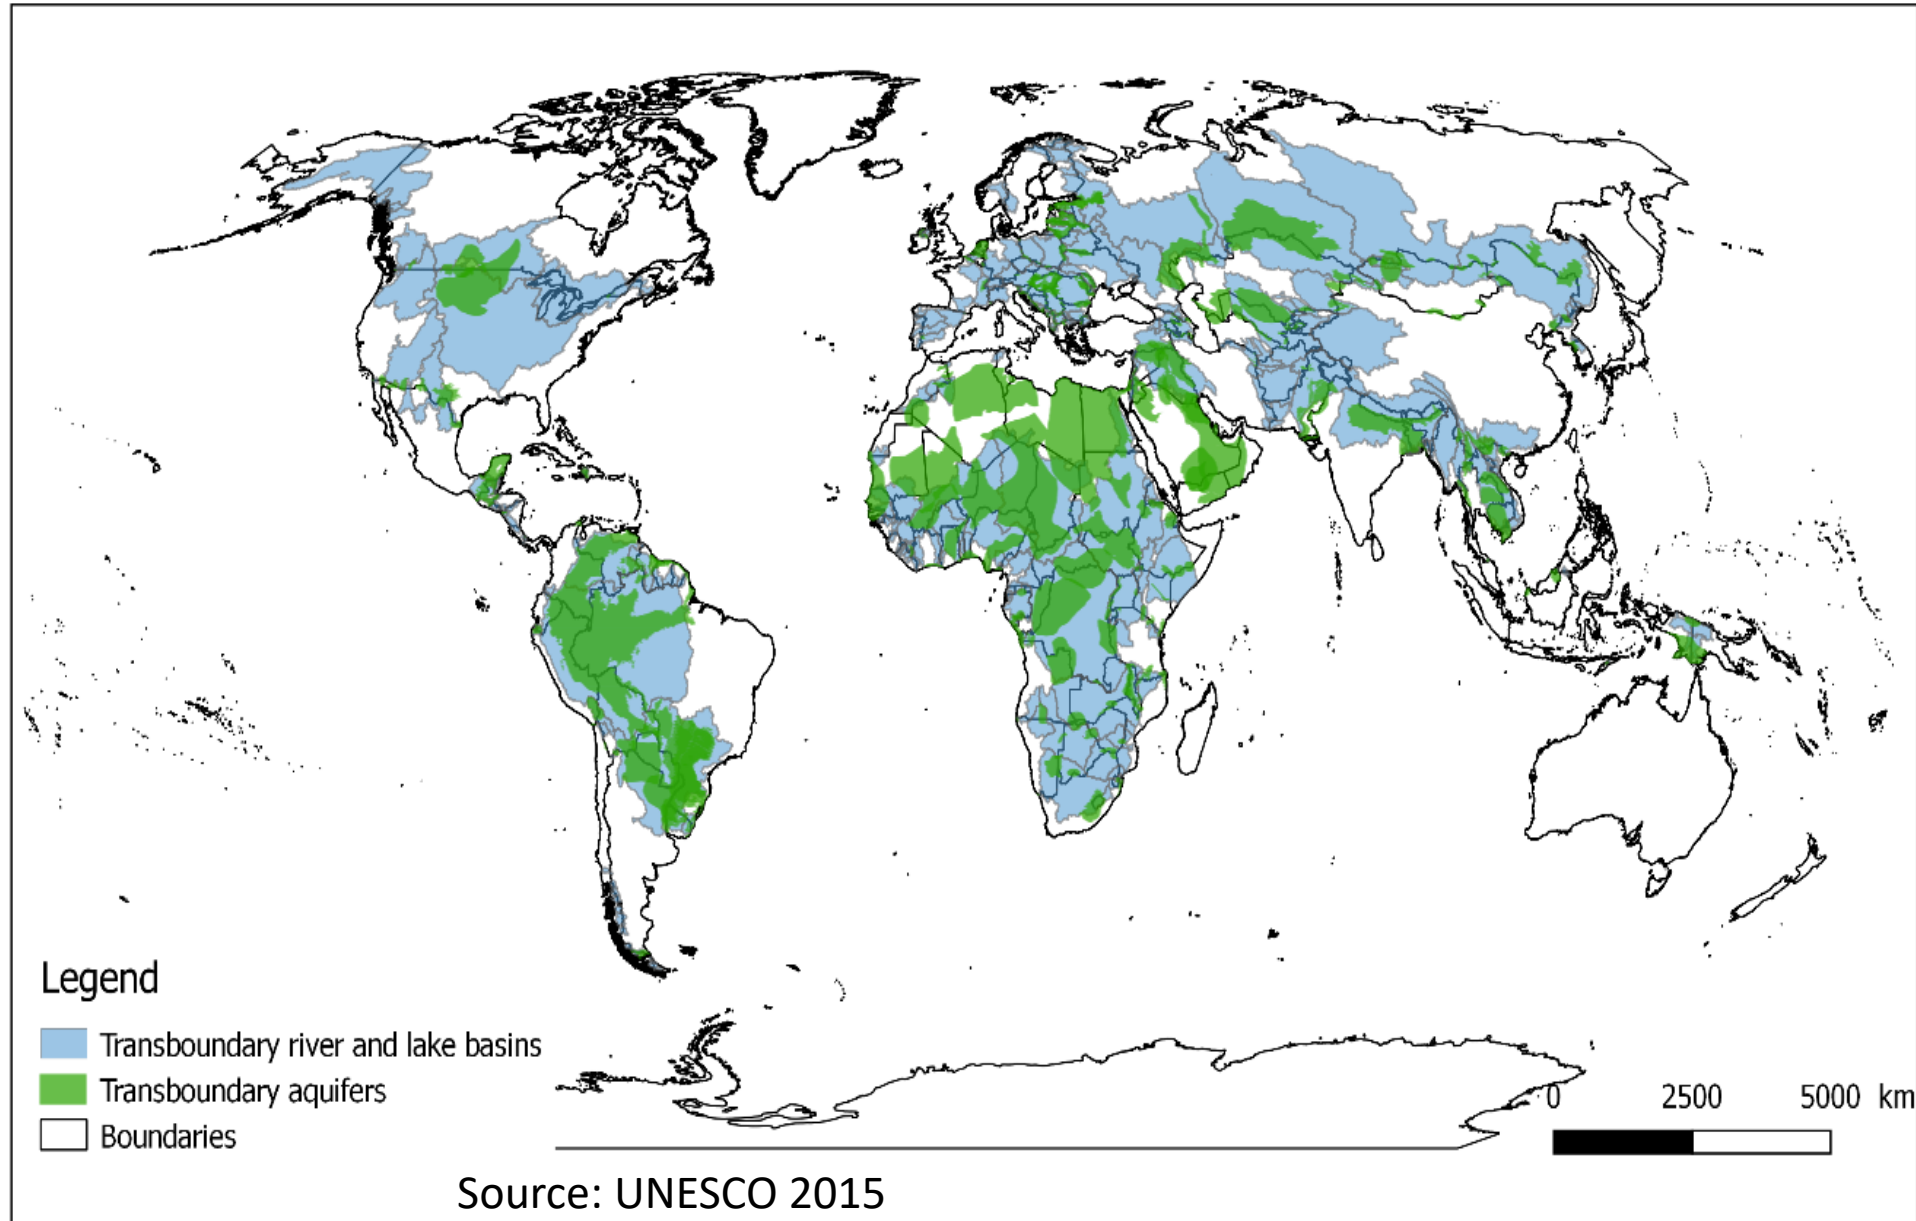 Legend
Transboundary river and lake basins
Transboundary aquifers
Boundaries
0 2500 5000 km
Source: UNESCO 2015